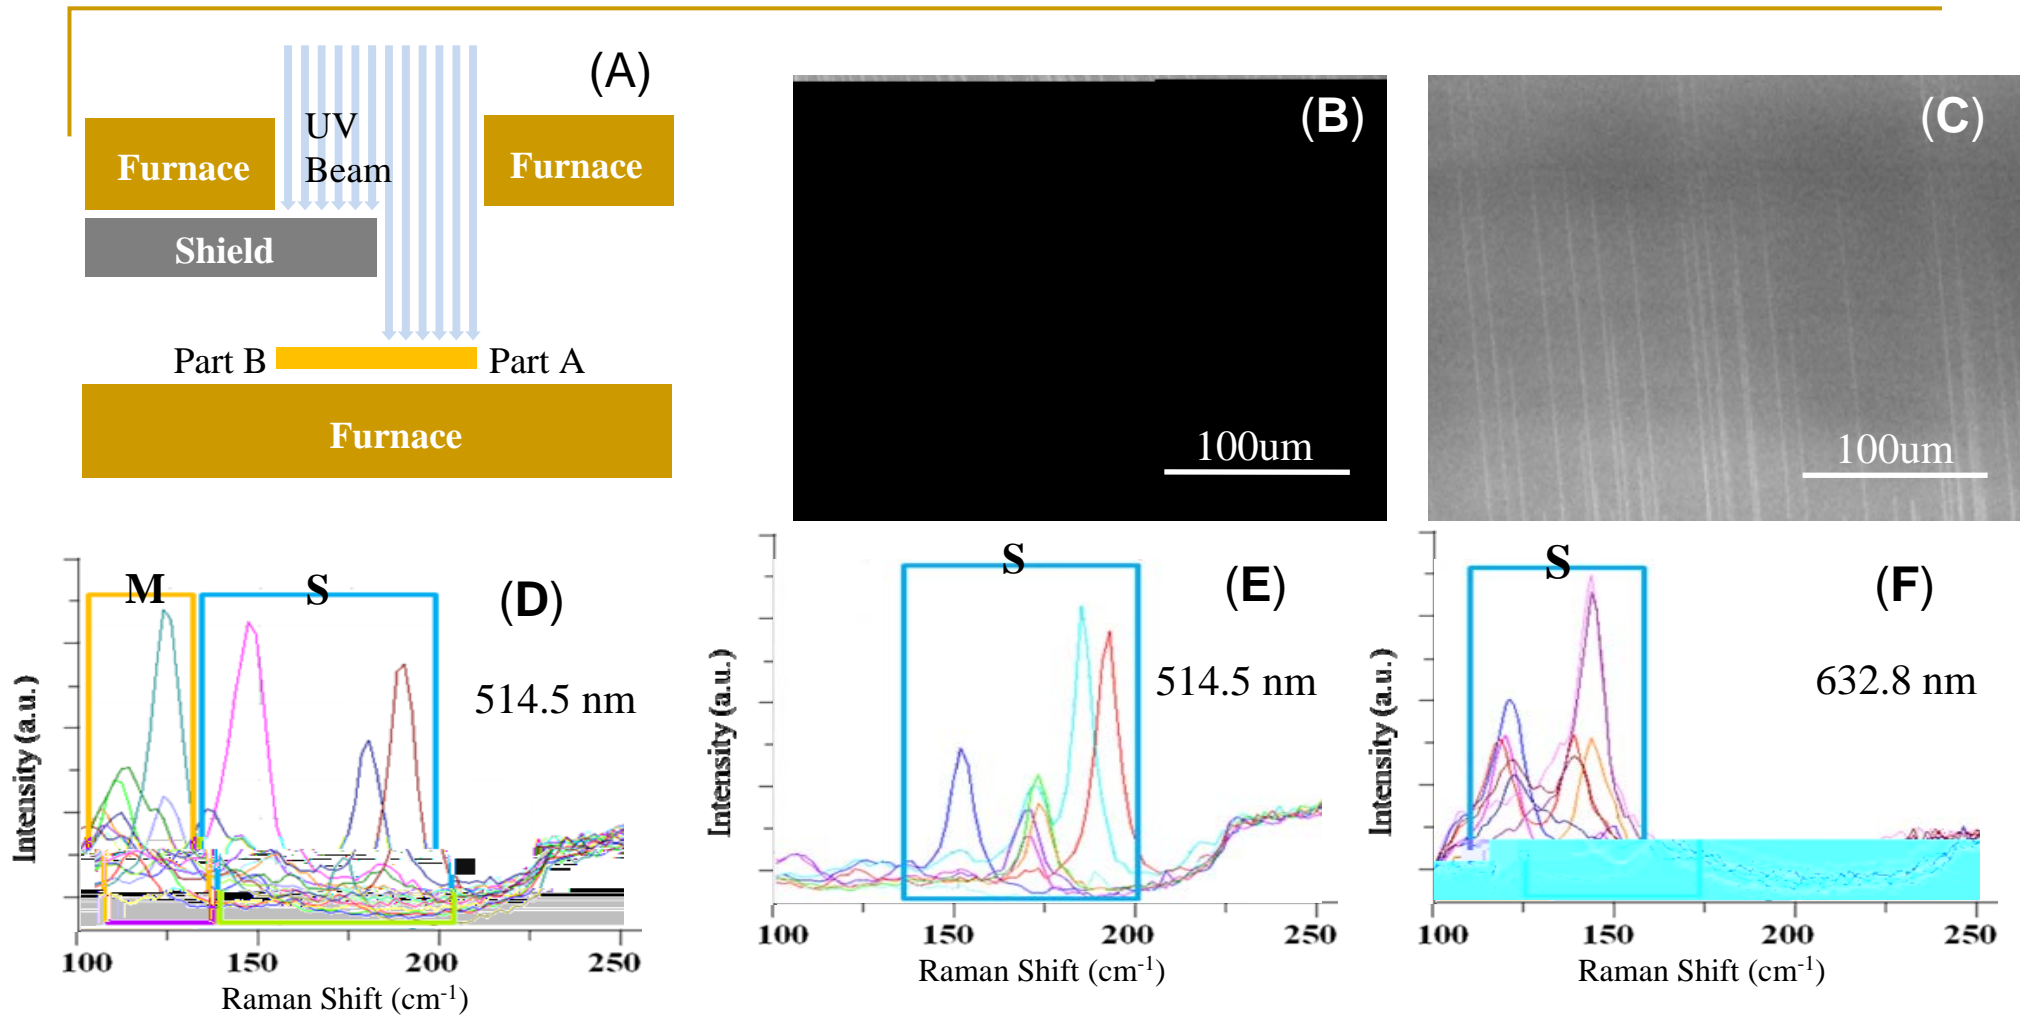 (A)
UV
Beam
Furnace
Furnace
Shield
Part B
Part A
Furnace
(B)
100um
(C)
100um
M
S
(D)
514.5 nm
Intensity (a.u.)
100
150
200
250
Raman Shift (cm-1)
S
(E)
514.5 nm
Intensity (a.u.)
100
150
200
250
Raman Shift (cm-1)
S
(F)
632.8 nm
Intensity (a.u.)
100
150
200
250
Raman Shift (cm-1)